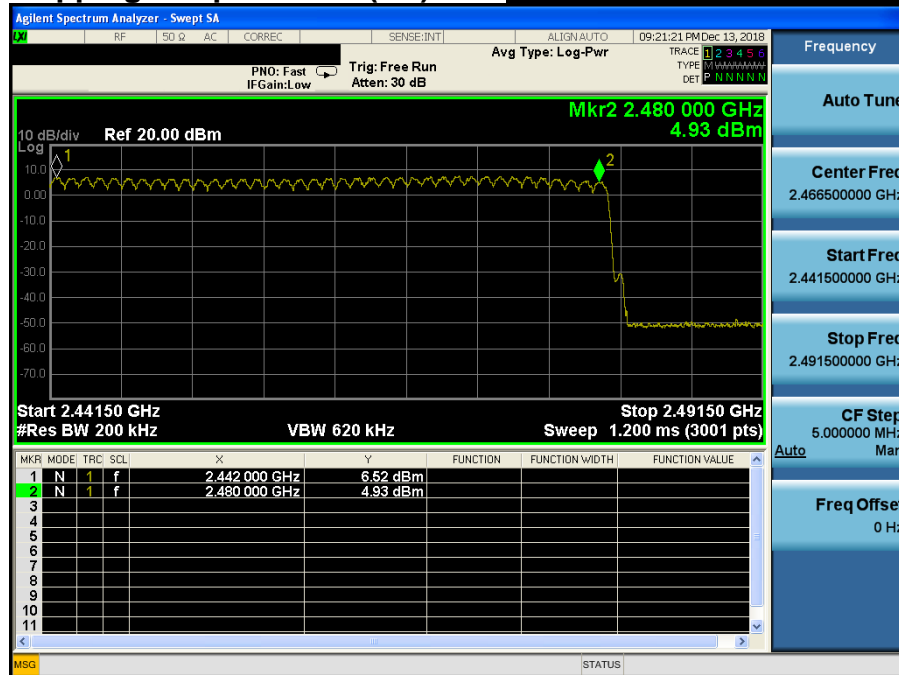 Agilent Spectrum Analyzer - Swept SA
LXI RF 50 Ω AC CORREC SENSE:INT ALIGN AUTO 09:21:21 PM Dec 13, 2018
Frequency
Avg Type: Log-Pwr
TRACE 1 2 3 4 5 6
PNO: Fast Trig: Free Run
TYPE M WWWWW
IFGain:Low Atten: 30 dB
DET P N N N N N
Auto Tune
Mkr2 2.480 000 GHz
10 dB/div Ref 20.00 dBm 4.93 dBm
Log
1
2
10.0
0.00
-10.0
-20.0
-30.0
-40.0
-50.0
-60.0
-70.0
Center Freq
2.466500000 GHz
Start Freq
2.441500000 GHz
Stop Freq
2.491500000 GHz
Start 2.44150 GHz Stop 2.49150 GHz
#Res BW 200 kHz VBW 620 kHz Sweep 1.200 ms (3001 pts)
CF Step
5.000000 MHz
Auto Man
MKR MODE TRC SCL X Y FUNCTION FUNCTION WIDTH FUNCTION VALUE
1 N 1 f 2.442 000 GHz 6.52 dBm
2 N 1 f 2.480 000 GHz 4.93 dBm
3
4
5
6
7
8
9
10
11
Freq Offset
0 Hz
MSG STATUS